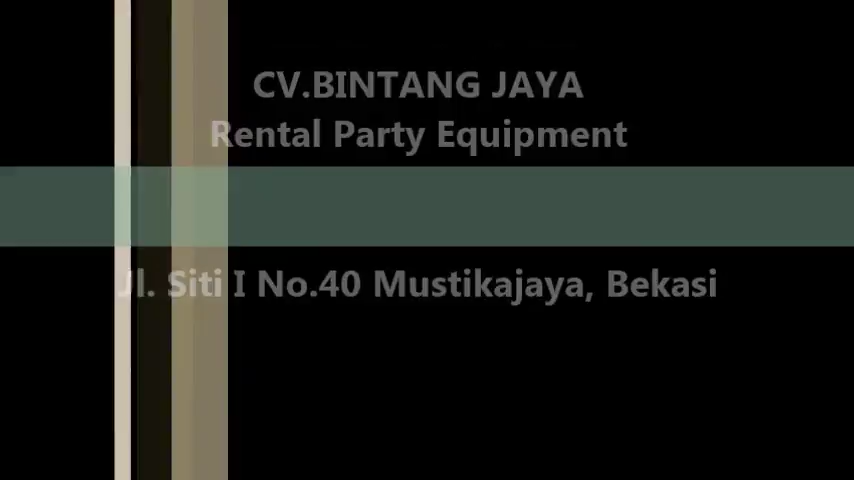 CV.BINTANG JAYA
Rental Party Equipment
Jl. Siti I No.40 Mustikajaya, Bekasi